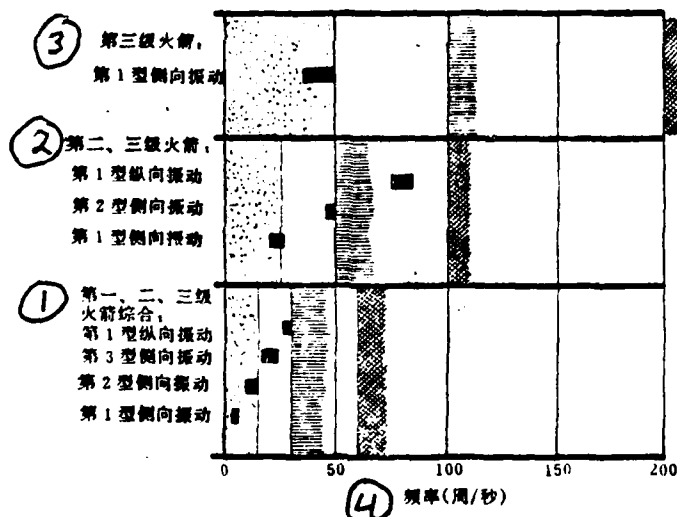 ③ 第三级火箭:
第1型侧向振动
② 第二、三级火箭:
第1型纵向振动
第2型侧向振动
第1型侧向振动
① 第一、二、三级
火箭综合:
第1型纵向振动
第3型侧向振动
第2型侧向振动
第1型侧向振动
0 50 100 150 200
④ 频率(周/秒)